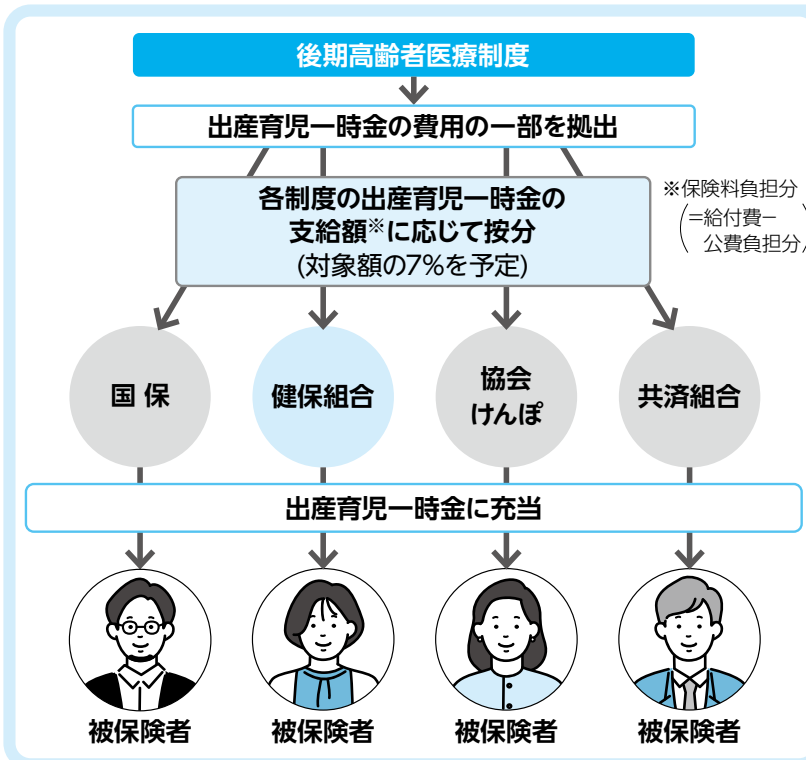 後期高齢者医療制度
出産育児一時金の費用の一部を拠出
各制度の出産育児一時金の
支給額※に応じて按分
(対象額の7%を予定)
※保険料負担分
(=給付費−
公費負担分)
国保
健保組合
協会
けんぽ
共済組合
出産育児一時金に充当
被保険者
被保険者
被保険者
被保険者